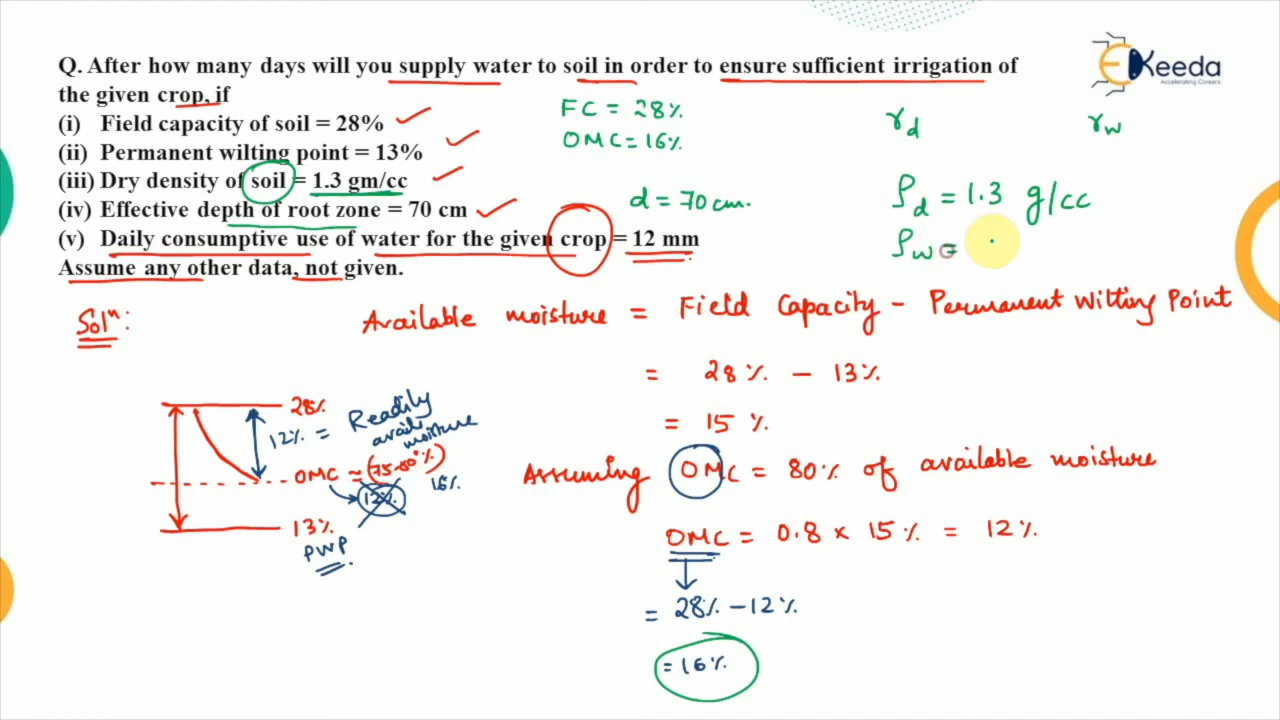 Q. After how many days will you supply water to soil in order to ensure sufficient irrigation of
the given crop, if
(i) Field capacity of soil = 28%
(ii) Permanent wilting point = 13%
(iii) Dry density of soil = 1.3 gm/cc
(iv) Effective depth of root zone = 70 cm
(v) Daily consumptive use of water for the given crop = 12 mm
Assume any other data, not given.
EKeeda
Accelerating Careers
FC = 28%
OMC = 16%
d = 70 cm.
γd γw
ρd = 1.3 g/cc
ρw =
Solⁿ:
Available moisture = Field Capacity - Permanent Wilting Point
= 28% - 13%
= 15%
Assuming OMC = 80% of available moisture
OMC = 0.8 x 15% = 12%
= 28% - 12%
= 16%
28%
12% = Readily
avail.
moisture
OMC = (75-80%)
12%
16%
13%
PWP